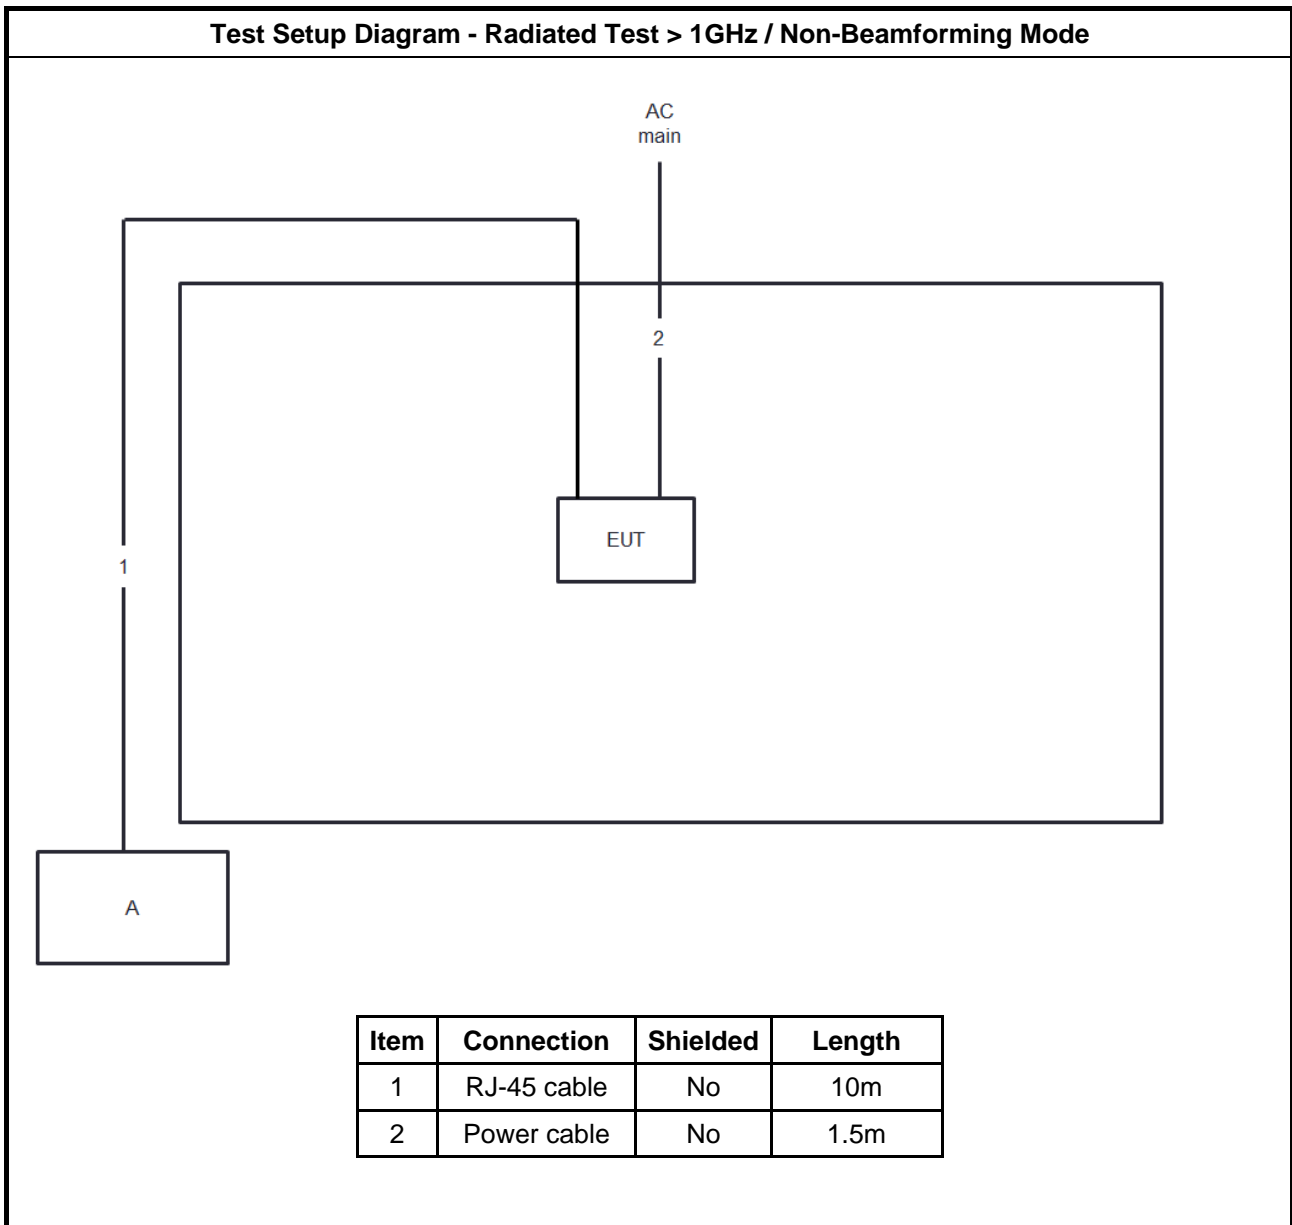 Test Setup Diagram - Radiated Test > 1GHz / Non-Beamforming Mode
AC
main
2
EUT
1
A
Item Connection Shielded Length
1 RJ-45 cable No 10m
2 Power cable No 1.5m